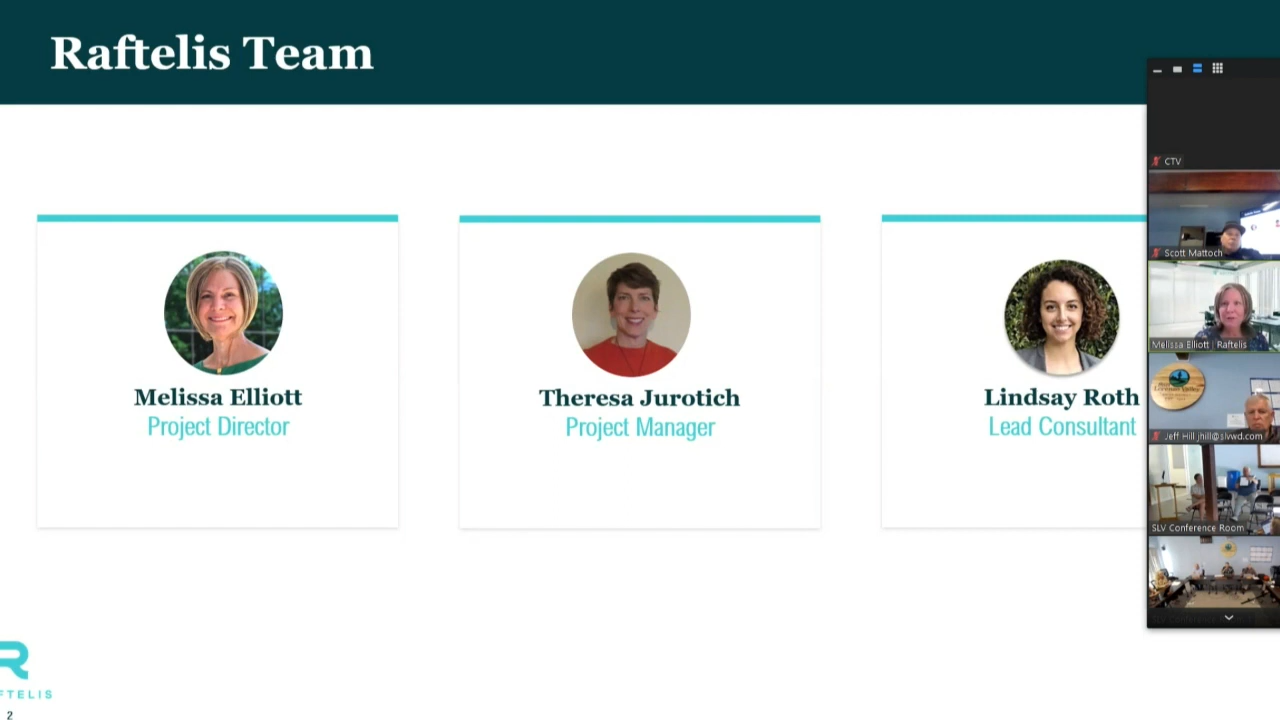 Raftelis Team
Melissa Elliott
Project Director
Theresa Jurotich
Project Manager
Lindsay Roth
Lead Consultant
CTV
Scott Mattoch
Melissa Elliott | Raftelis
Jeff Hill:jhill@slvwd.com
SLV Conference Room
R
FTELIS
2